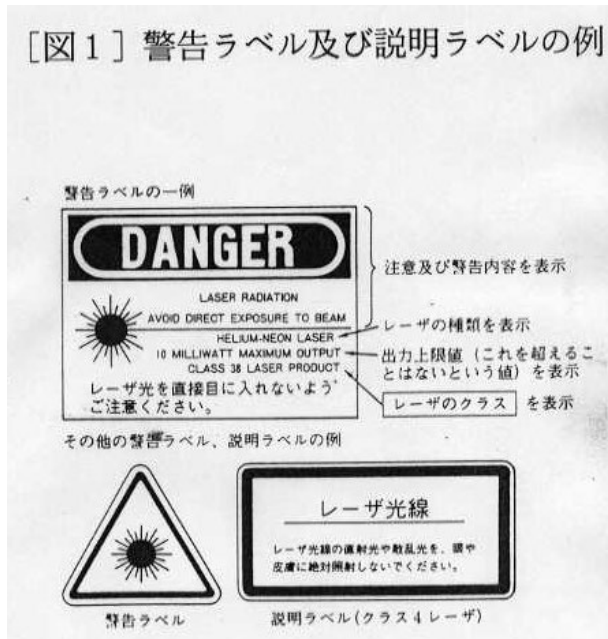 ［図１］警告ラベル及び説明ラベルの例
警告ラベルの一例
DANGER
LASER RADIATION
AVOID DIRECT EXPOSURE TO BEAM
HELIUM-NEON LASER
10 MILLIWATT MAXIMUM OUTPUT
CLASS 3B LASER PRODUCT
レーザ光を直接目に入れないよう
ご注意ください。
注意及び警告内容を表示
レーザの種類を表示
出力上限値（これを超えるこ
とはないという値）を表示
レーザのクラス を表示
その他の警告ラベル、説明ラベルの例
警告ラベル
レーザ光線
レーザ光線の直射光や散乱光を、眼や
皮膚に絶対照射しないでください。
説明ラベル(クラス４レーザ)